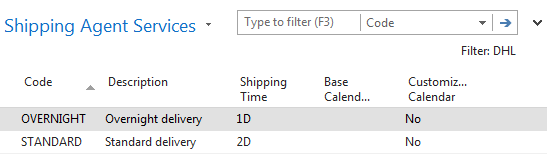 Shipping Agent Services
Type to filter (F3) Code
Filter: DHL
Code Description Shipping Time Base Calend... Customiz... Calendar
OVERNIGHT Overnight delivery 1D No
STANDARD Standard delivery 2D No